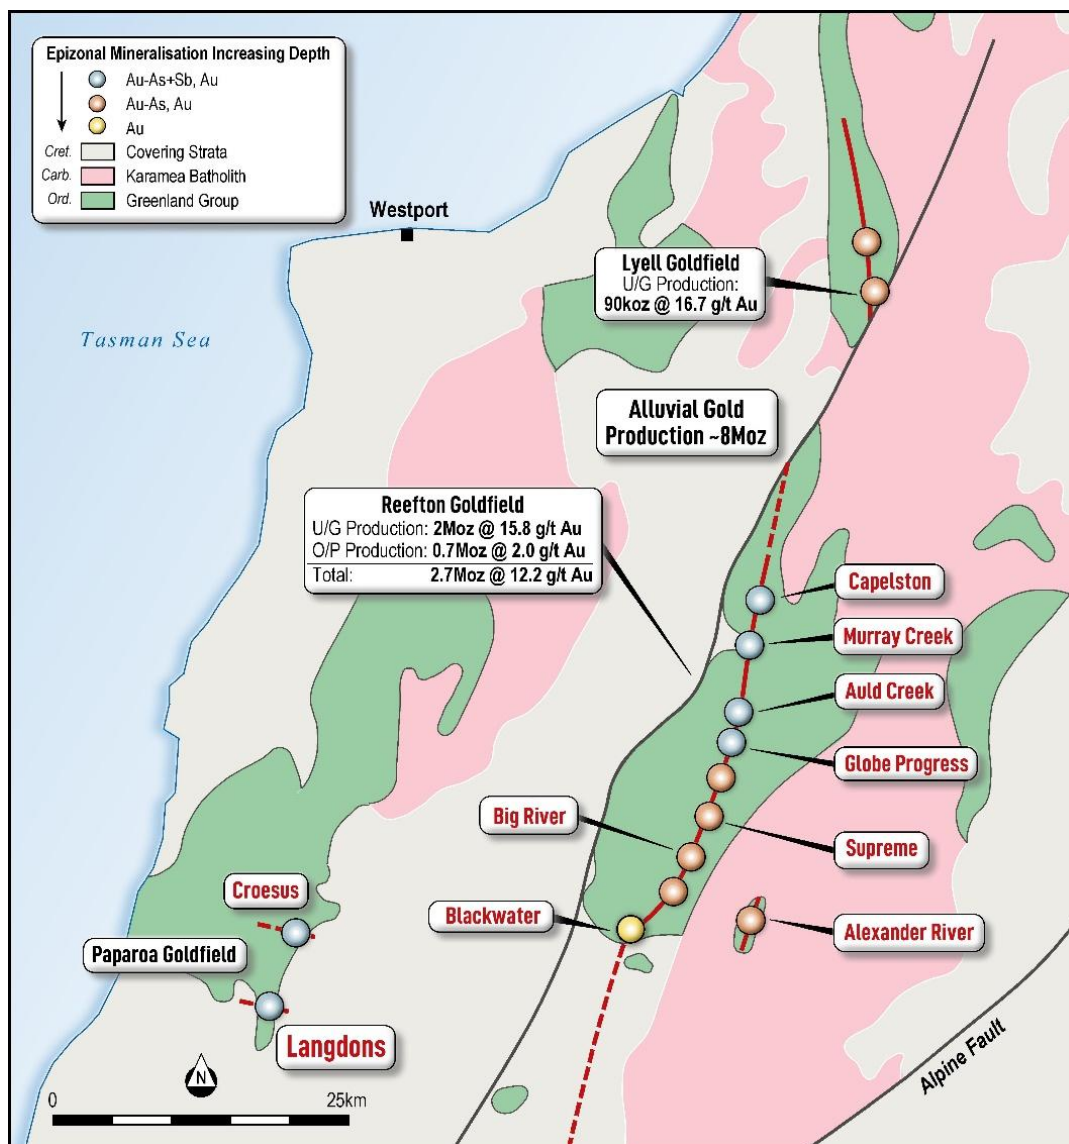 Epizonal Mineralisation Increasing Depth
Au-As+Sb, Au
Au-As, Au
Au
Cret. Covering Strata
Carb. Karamea Batholith
Ord. Greenland Group
Westport
Tasman Sea
Lyell Goldfield
U/G Production:
90koz @ 16.7 g/t Au
Alluvial Gold
Production ~8Moz
Reefton Goldfield
U/G Production: 2Moz @ 15.8 g/t Au
O/P Production: 0.7Moz @ 2.0 g/t Au
Total: 2.7Moz @ 12.2 g/t Au
Capelston
Murray Creek
Auld Creek
Globe Progress
Big River
Supreme
Croesus
Blackwater
Alexander River
Paparoa Goldfield
Langdons
N
0 25km
Alpine Fault